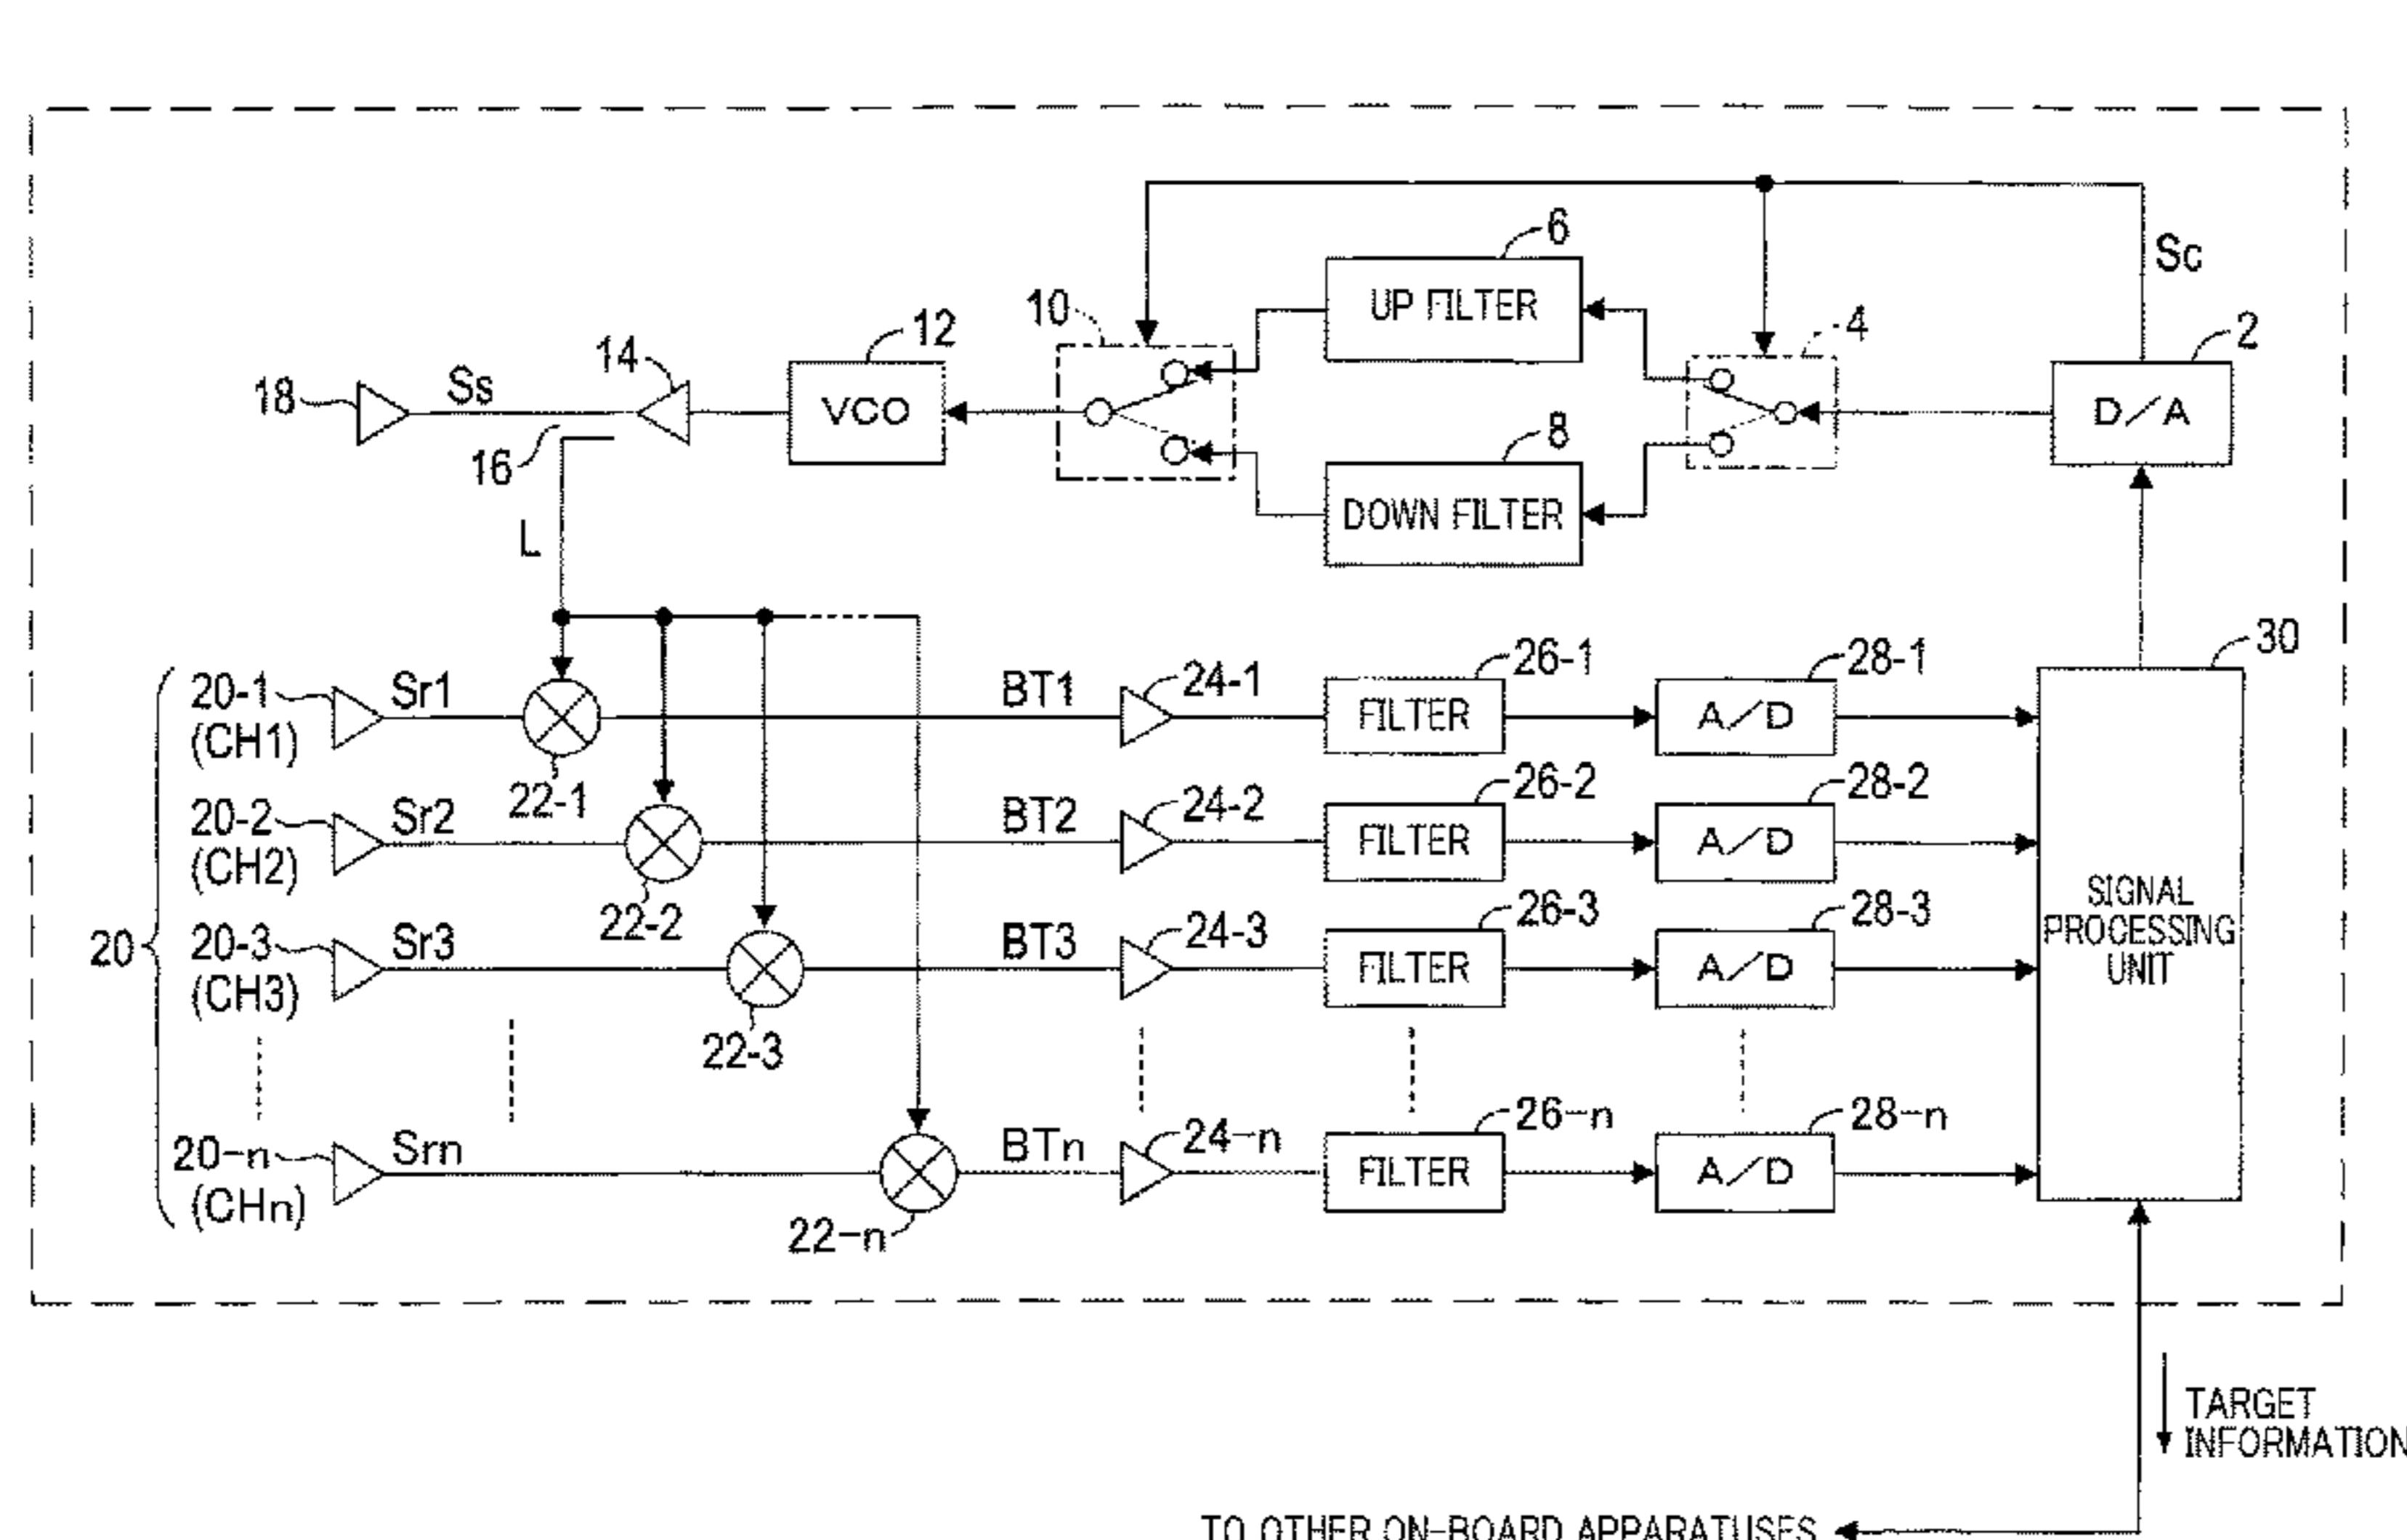 Sc
6
UP FILTER
10
4
2
12
14
18
Ss
VCO
D/A
16
8
DOWN FILTER
L
30
20-1
Sr1
BT1
24-1
26-1
28-1
(CH1)
FILTER
A/D
22-1
20-2
Sr2
BT2
24-2
26-2
28-2
(CH2)
FILTER
A/D
22-2
SIGNAL
PROCESSING
UNIT
20
20-3
Sr3
BT3
24-3
26-3
28-3
(CH3)
FILTER
A/D
22-3
20-n
Srn
BTn
24-n
26-n
28-n
(CHn)
FILTER
A/D
22-n
TARGET
INFORMATION
TO OTHER ON-BOARD APPARATUSES